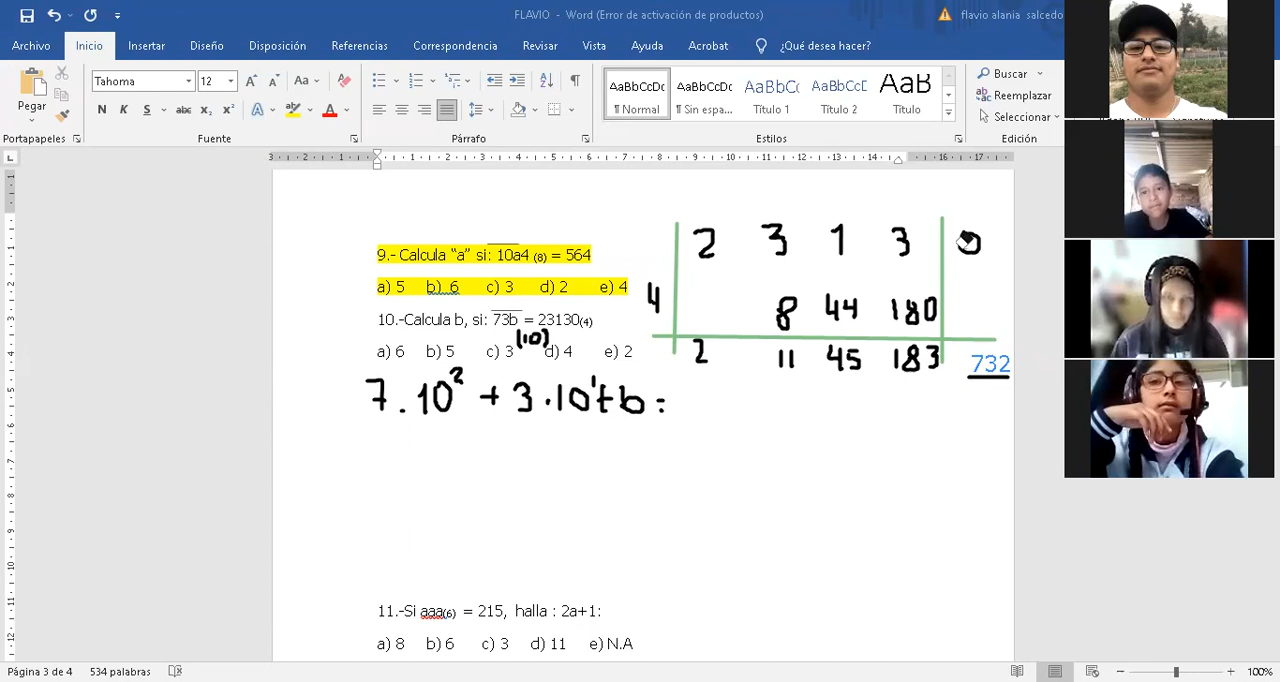 FLAVIO - Word (Error de activación de productos)
flavio alania salcedo
Archivo Inicio Insertar Diseño Disposición Referencias Correspondencia Revisar Vista Ayuda Acrobat ¿Qué desea hacer?
Pegar
Tahoma 12
N K S abc x₂ x²
AaBbCcDc AaBbCcDc AaBbC( AaBbCcE AaB
¶ Normal ¶ Sin espa... Título 1 Título 2 Título
Buscar
Reemplazar
Seleccionar
Portapapeles Fuente Párrafo Estilos Edición
9.- Calcula "a" si: 10a4 (8) = 564
a) 5 b) 6 c) 3 d) 2 e) 4
10.-Calcula b, si: 73b = 23130(4)
(10)
a) 6 b) 5 c) 3 d) 4 e) 2
7.10² + 3.10¹+b=
2 3 1 3 0
4 8 44 180
2 11 45 183 732
11.-Si aaa(6) = 215, halla : 2a+1:
a) 8 b) 6 c) 3 d) 11 e) N.A
Página 3 de 4 534 palabras 100%